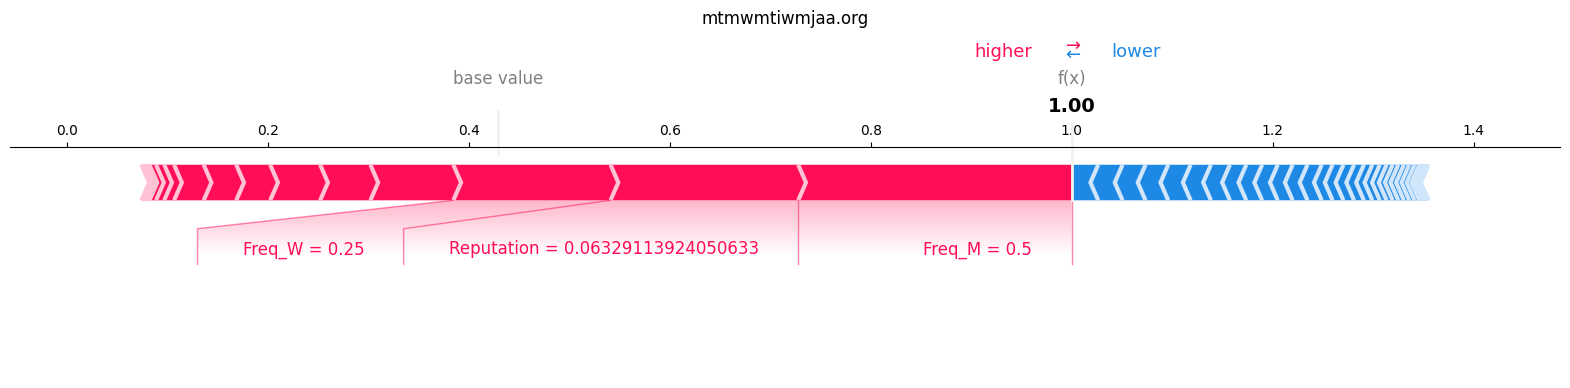 mtmwmtiwmjaa.org
higher ⇄ lower
base value f(x)
1.00
0.0 0.2 0.4 0.6 0.8 1.0 1.2 1.4
Freq_W = 0.25 Reputation = 0.06329113924050633 Freq_M = 0.5